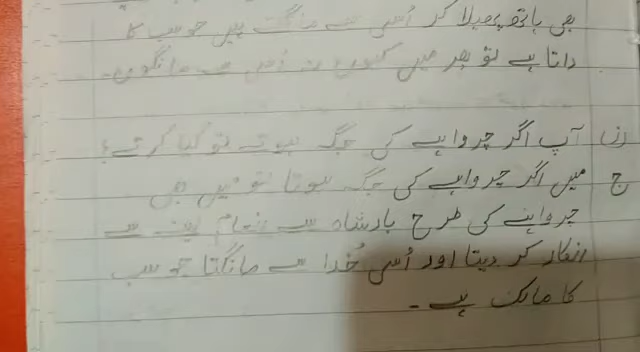 بھی ہاتھ پھیلا کر اُسی سے مانگتے ہیں جو سب کا
داتا ہے تو پھر میں کیوں نہ اُسی سے مانگوں۔
(ز) آپ اگر چرواہے کی جگہ ہوتے تو کیا کرتے؟
ج میں اگر چرواہے کی جگہ ہوتا تو میں بھی
چرواہے کی طرح بادشاہ سے انعام لینے سے
انکار کر دیتا اور اُسی خُدا سے مانگتا جو سب
کا مالک ہے۔